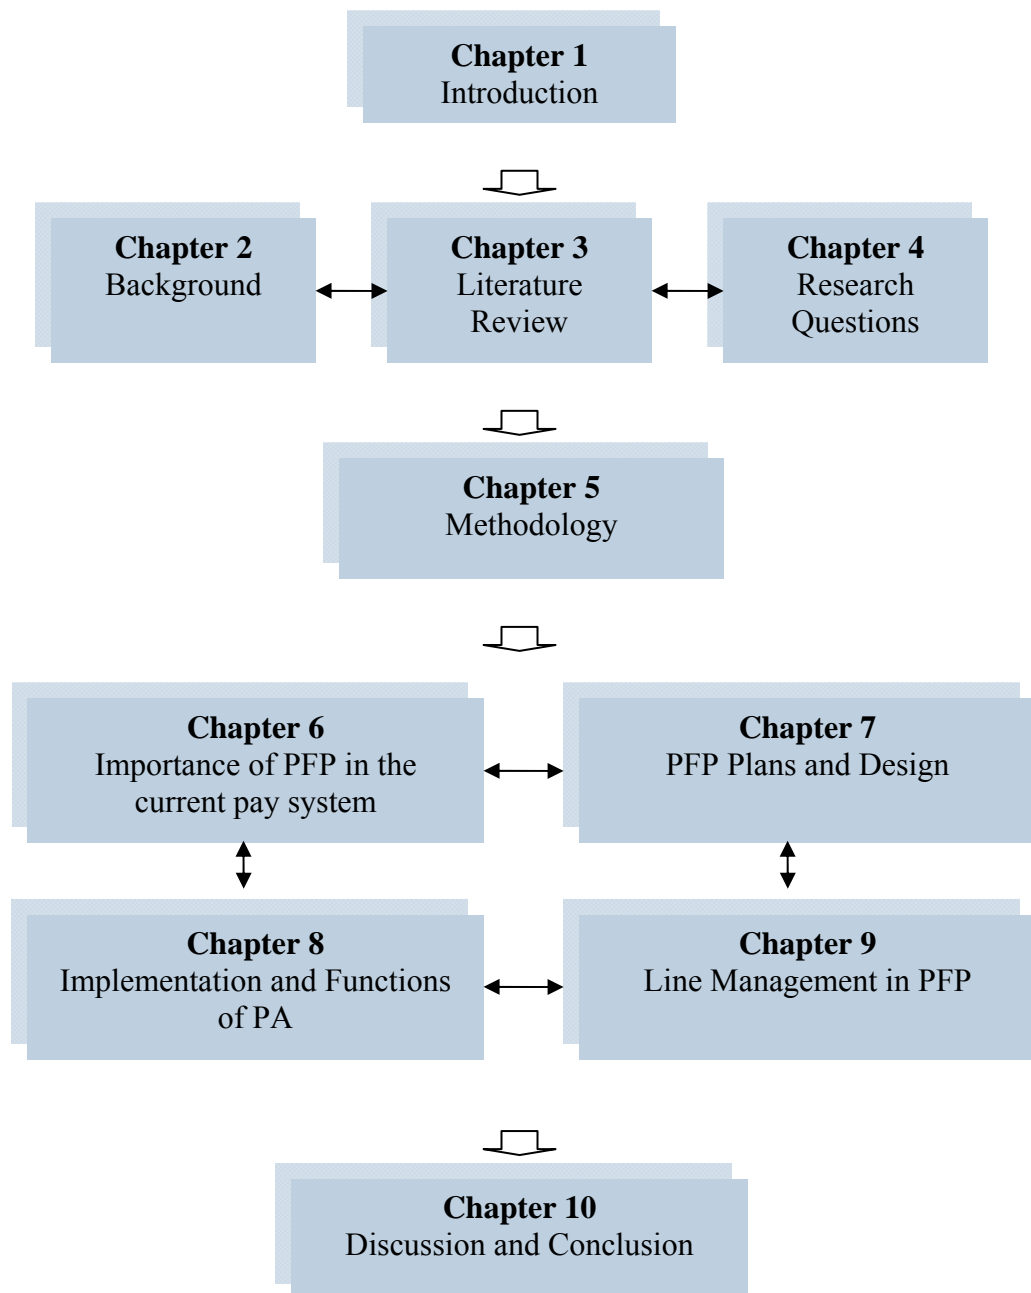 Chapter 1
Introduction
Chapter 2
Background
Chapter 3
Literature
Review
Chapter 4
Research
Questions
Chapter 5
Methodology
Chapter 6
Importance of PFP in the
current pay system
Chapter 7
PFP Plans and Design
Chapter 8
Implementation and Functions
of PA
Chapter 9
Line Management in PFP
Chapter 10
Discussion and Conclusion